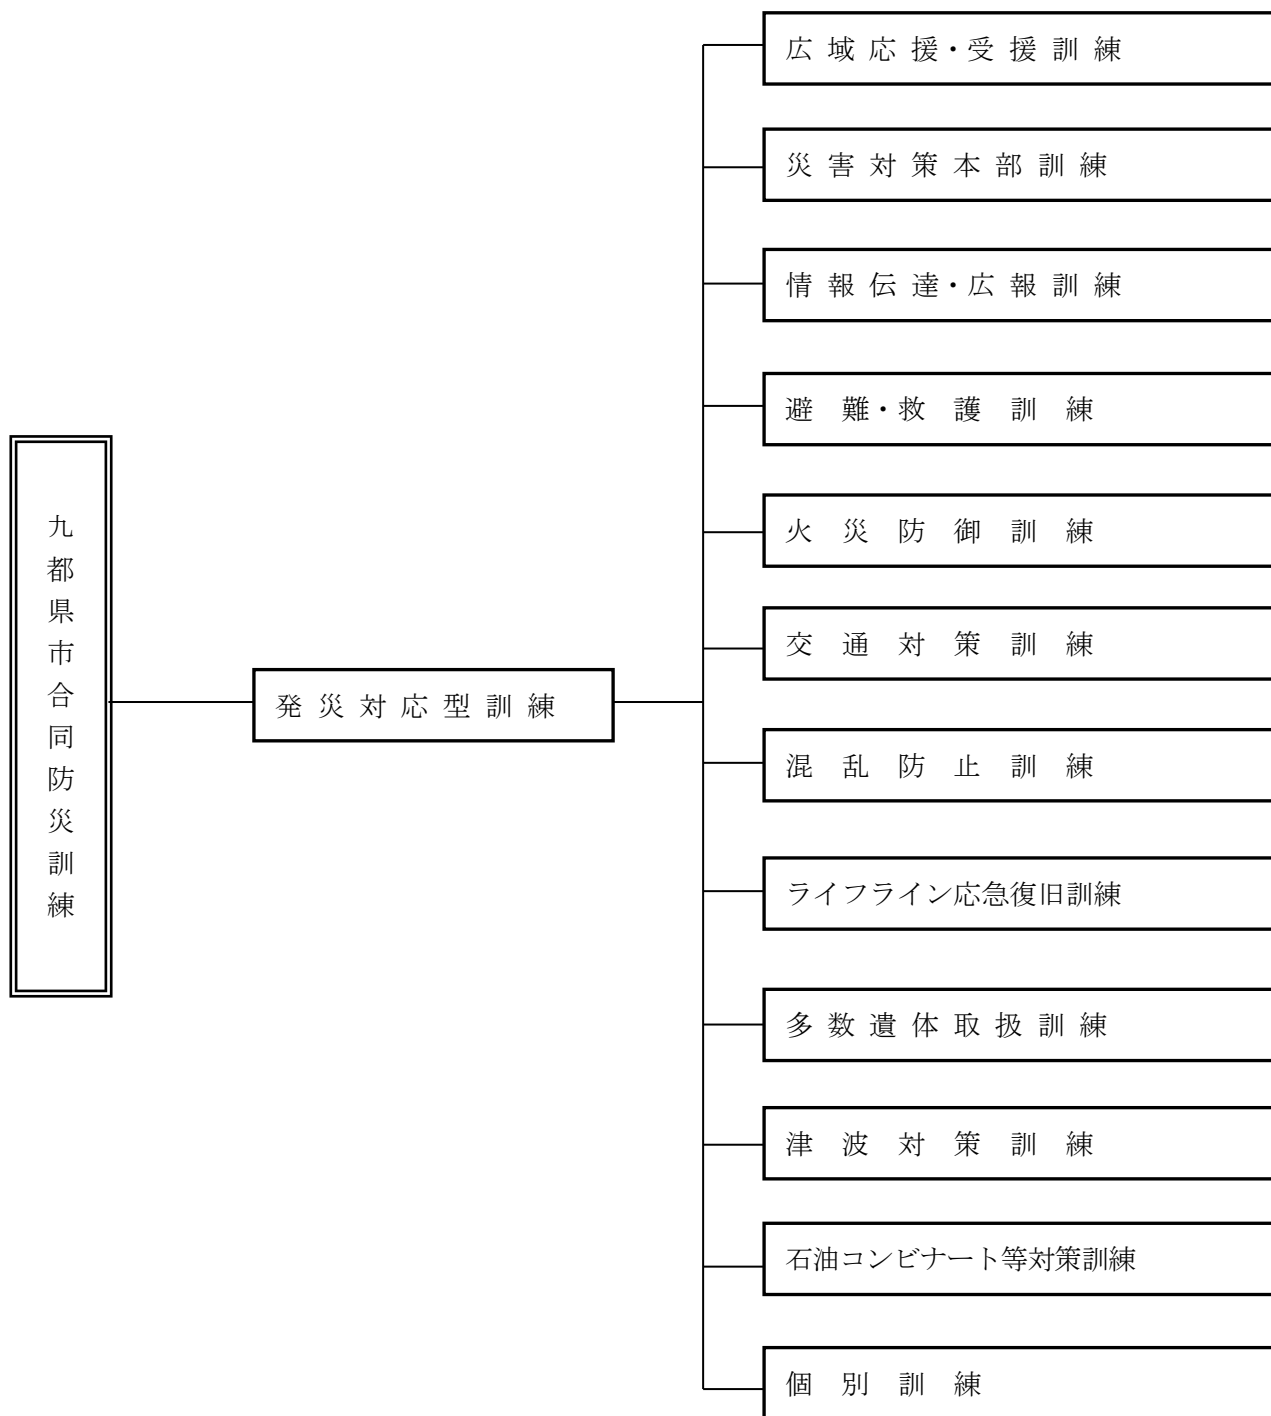 九都県市合同防災訓練
発災対応型訓練
広域応援・受援訓練
災害対策本部訓練
情報伝達・広報訓練
避難・救護訓練
火災防御訓練
交通対策訓練
混乱防止訓練
ライフライン応急復旧訓練
多数遺体取扱訓練
津波対策訓練
石油コンビナート等対策訓練
個別訓練